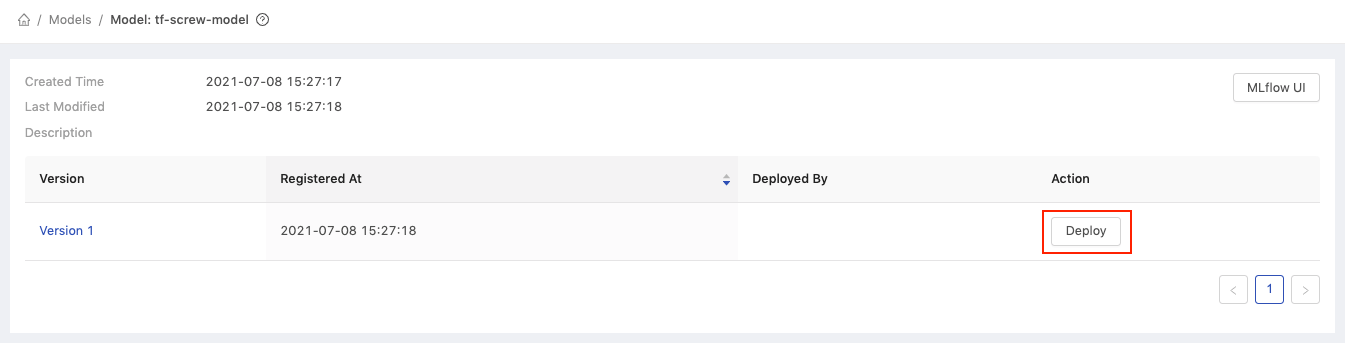 / Models / Model: tf-screw-model
Created Time 2021-07-08 15:27:17
MLflow UI
Last Modified 2021-07-08 15:27:18
Description
Version Registered At Deployed By Action
Version 1 2021-07-08 15:27:18 Deploy
< 1 >